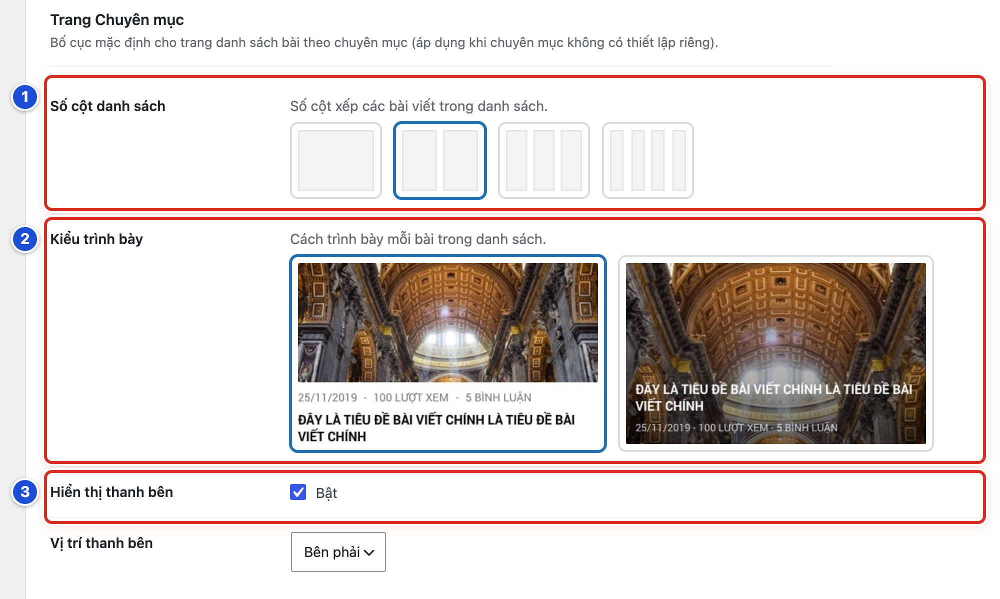 Trang Chuyên mục
Bố cục mặc định cho trang danh sách bài theo chuyên mục (áp dụng khi chuyên mục không có thiết lập riêng).
1
Số cột danh sách
Số cột xếp các bài viết trong danh sách.
2
Kiểu trình bày
Cách trình bày mỗi bài trong danh sách.
25/11/2019 - 100 LƯỢT XEM - 5 BÌNH LUẬN
ĐÂY LÀ TIÊU ĐỀ BÀI VIẾT CHÍNH LÀ TIÊU ĐỀ BÀI
VIẾT CHÍNH
ĐÂY LÀ TIÊU ĐỀ BÀI VIẾT CHÍNH LÀ TIÊU ĐỀ BÀI
VIẾT CHÍNH
25/11/2019 - 100 LƯỢT XEM - 5 BÌNH LUẬN
3
Hiển thị thanh bên
Bật
Vị trí thanh bên
Bên phải